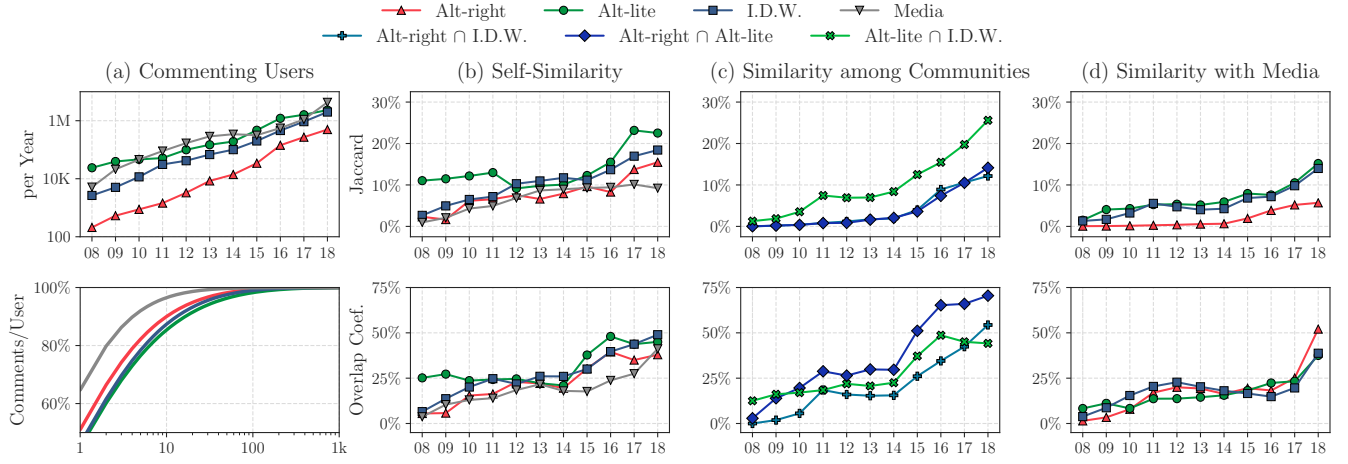 Alt-right Alt-lite I.D.W. Media
Alt-right ∩ I.D.W. Alt-right ∩ Alt-lite Alt-lite ∩ I.D.W.
(a) Commenting Users (b) Self-Similarity (c) Similarity among Communities (d) Similarity with Media
per Year
1M
10K
100
08 09 10 11 12 13 14 15 16 17 18
Jaccard
30%
20%
10%
0%
08 09 10 11 12 13 14 15 16 17 18
30%
20%
10%
0%
08 09 10 11 12 13 14 15 16 17 18
30%
20%
10%
0%
08 09 10 11 12 13 14 15 16 17 18
Comments/User
100%
80%
60%
1 10 100 1k
Overlap Coef.
75%
50%
25%
0%
08 09 10 11 12 13 14 15 16 17 18
75%
50%
25%
0%
08 09 10 11 12 13 14 15 16 17 18
75%
50%
25%
0%
08 09 10 11 12 13 14 15 16 17 18